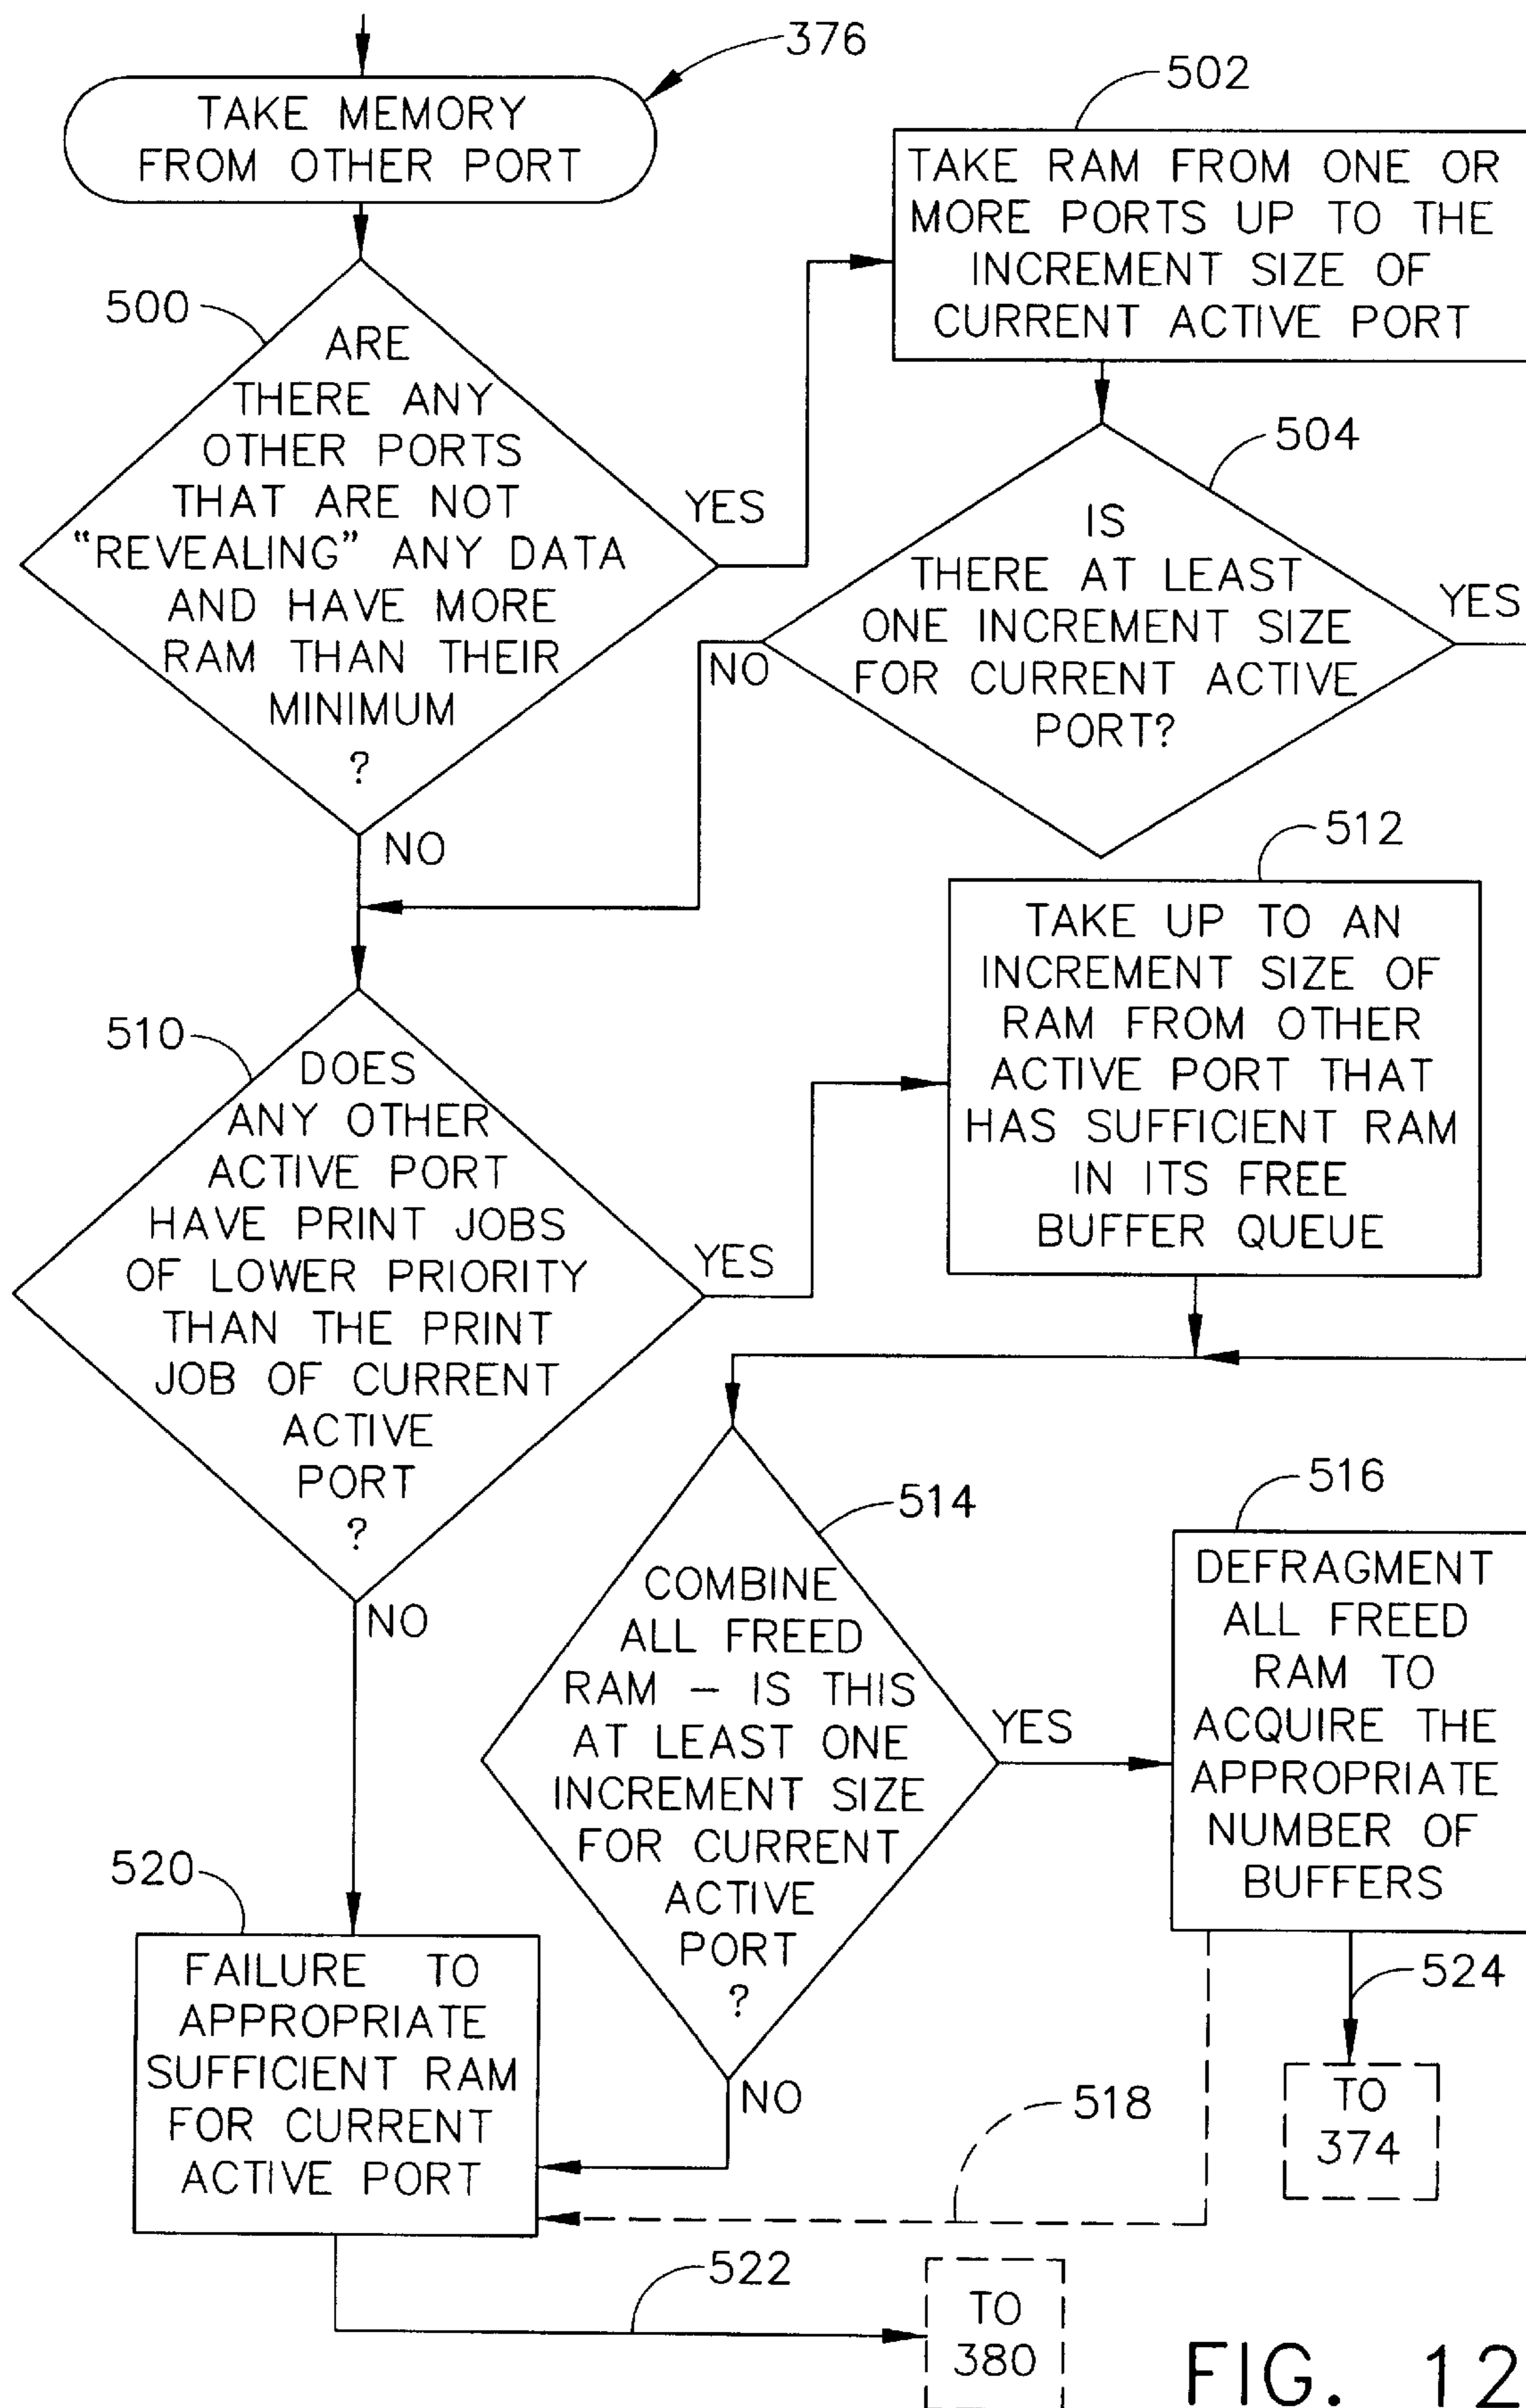 376
TAKE MEMORY
FROM OTHER PORT
502
TAKE RAM FROM ONE OR
MORE PORTS UP TO THE
INCREMENT SIZE OF
CURRENT ACTIVE PORT
500
ARE
THERE ANY
OTHER PORTS
THAT ARE NOT
“REVEALING” ANY DATA
AND HAVE MORE
RAM THAN THEIR
MINIMUM
?
YES
NO
504
IS
THERE AT LEAST
ONE INCREMENT SIZE
FOR CURRENT ACTIVE
PORT?
YES
NO
512
TAKE UP TO AN
INCREMENT SIZE OF
RAM FROM OTHER
ACTIVE PORT THAT
HAS SUFFICIENT RAM
IN ITS FREE
BUFFER QUEUE
510
DOES
ANY OTHER
ACTIVE PORT
HAVE PRINT JOBS
OF LOWER PRIORITY
THAN THE PRINT
JOB OF CURRENT
ACTIVE
PORT
?
YES
NO
514
COMBINE
ALL FREED
RAM – IS THIS
AT LEAST ONE
INCREMENT SIZE
FOR CURRENT
ACTIVE
PORT
?
YES
NO
516
DEFRAGMENT
ALL FREED
RAM TO
ACQUIRE THE
APPROPRIATE
NUMBER OF
BUFFERS
520
FAILURE TO
APPROPRIATE
SUFFICIENT RAM
FOR CURRENT
ACTIVE PORT
524
TO
374
518
522
TO
380
FIG. 12